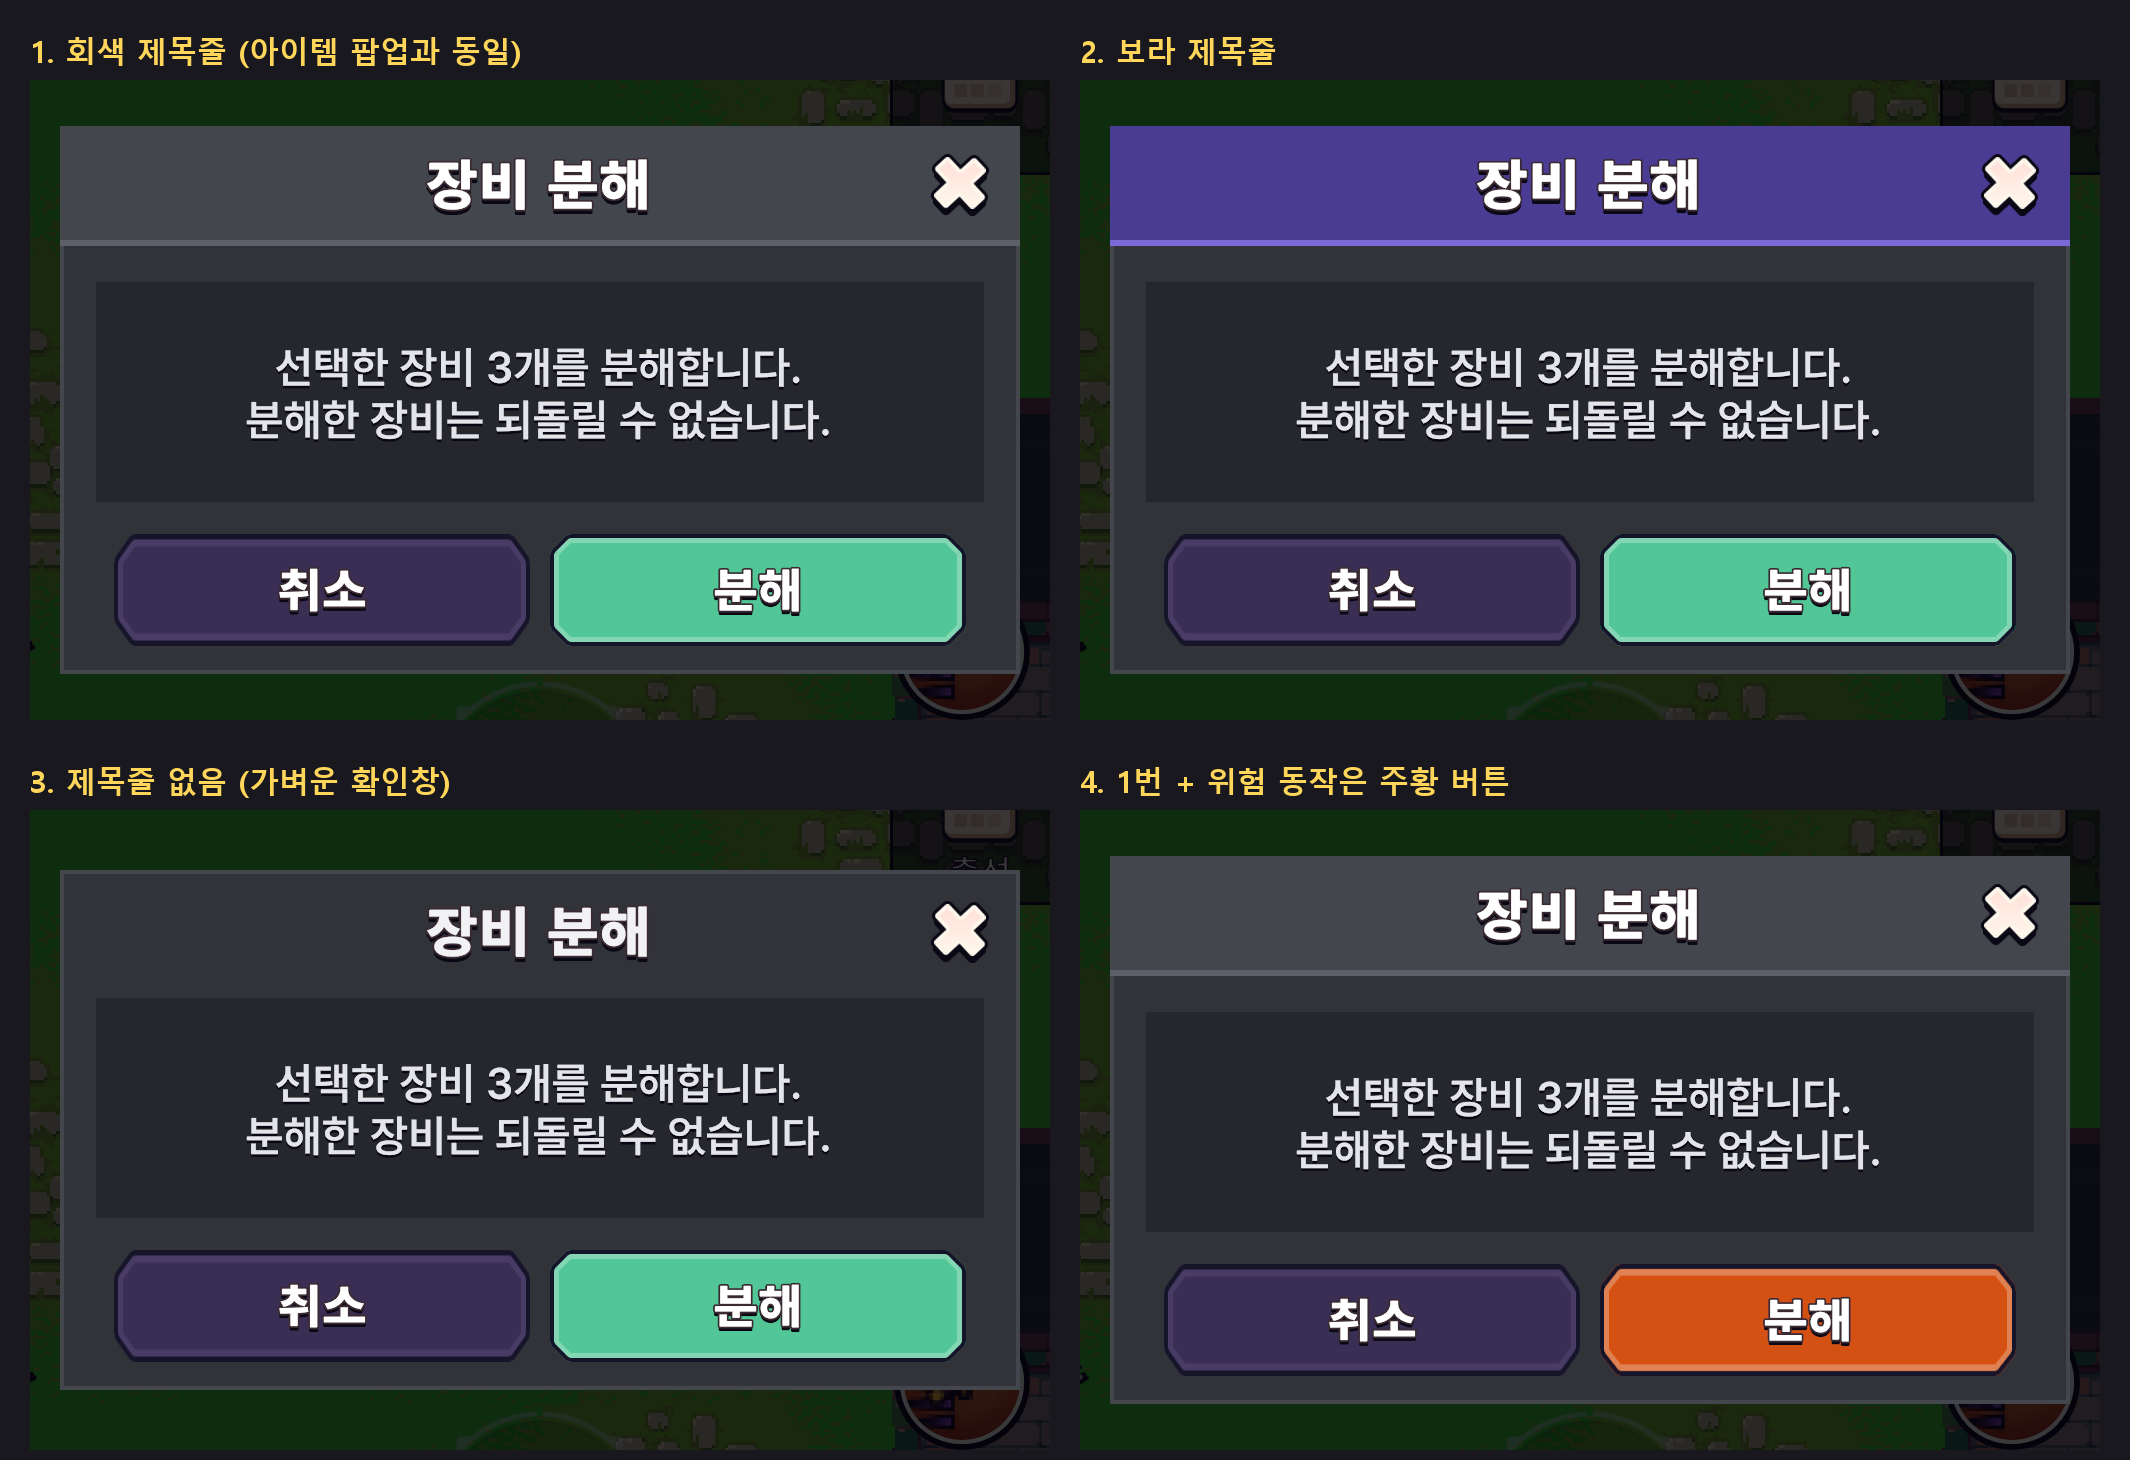 1. 회색 제목줄 (아이템 팝업과 동일)
장비 분해
선택한 장비 3개를 분해합니다.
분해한 장비는 되돌릴 수 없습니다.
취소
분해
2. 보라 제목줄
장비 분해
선택한 장비 3개를 분해합니다.
분해한 장비는 되돌릴 수 없습니다.
취소
분해
3. 제목줄 없음 (가벼운 확인창)
장비 분해
선택한 장비 3개를 분해합니다.
분해한 장비는 되돌릴 수 없습니다.
취소
분해
4. 1번 + 위험 동작은 주황 버튼
장비 분해
선택한 장비 3개를 분해합니다.
분해한 장비는 되돌릴 수 없습니다.
취소
분해